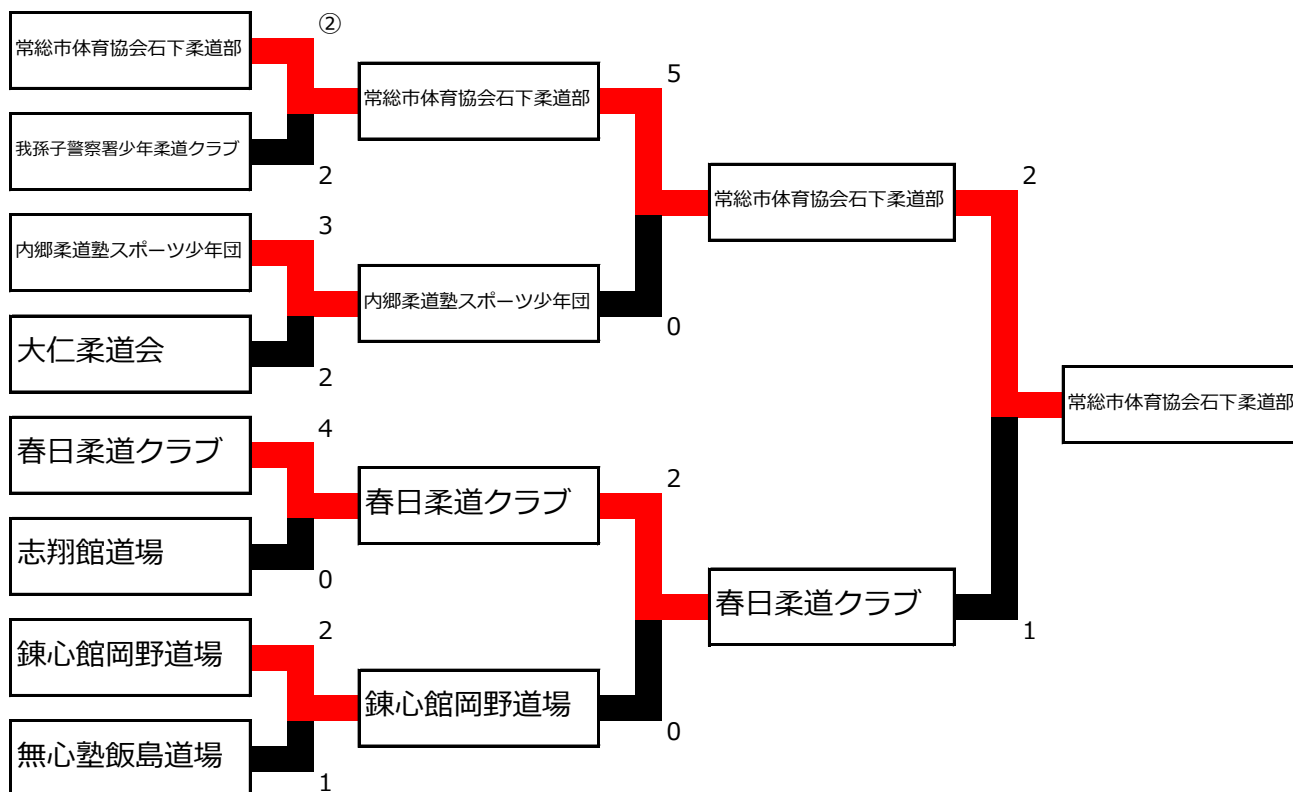 ②
常総市体育協会石下柔道部
5
常総市体育協会石下柔道部
我孫子警察署少年柔道クラブ
2
2
常総市体育協会石下柔道部
3
内郷柔道塾スポーツ少年団
内郷柔道塾スポーツ少年団
0
大仁柔道会
2
常総市体育協会石下柔道部
4
春日柔道クラブ
2
春日柔道クラブ
志翔館道場
0
春日柔道クラブ
2
1
錬心館岡野道場
錬心館岡野道場
0
無心塾飯島道場
1